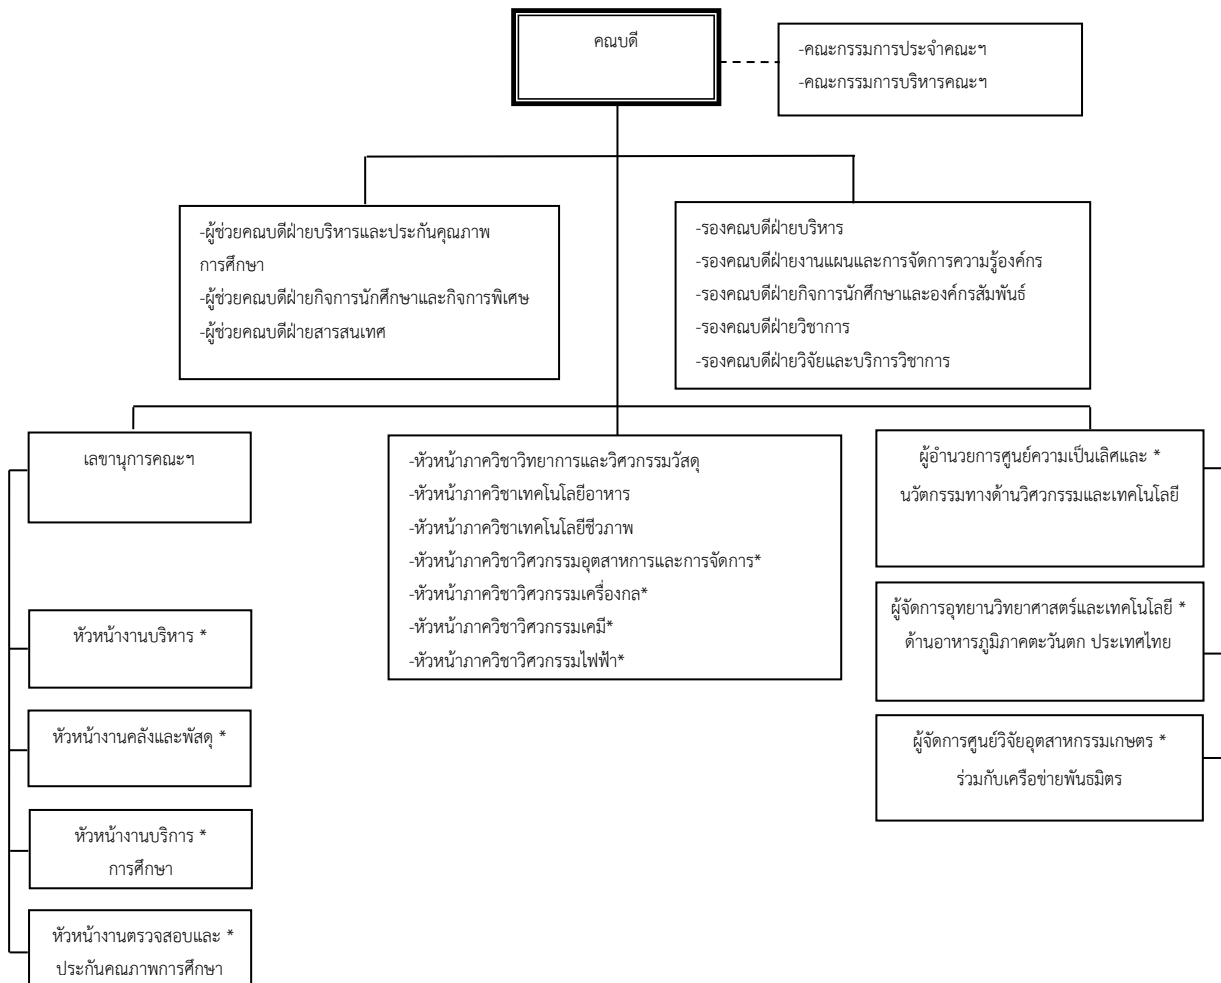 คณบดี
-คณะกรรมการประจำคณะฯ
-คณะกรรมการบริหารคณะฯ
-ผู้ช่วยคณบดีฝ่ายบริหารและประกันคุณภาพ
การศึกษา
-ผู้ช่วยคณบดีฝ่ายกิจการนักศึกษาและกิจการพิเศษ
-ผู้ช่วยคณบดีฝ่ายสารสนเทศ
-รองคณบดีฝ่ายบริหาร
-รองคณบดีฝ่ายงานแผนและการจัดการความรู้องค์กร
-รองคณบดีฝ่ายกิจการนักศึกษาและองค์กรสัมพันธ์
-รองคณบดีฝ่ายวิชาการ
-รองคณบดีฝ่ายวิจัยและบริการวิชาการ
เลขานุการคณะฯ
หัวหน้างานบริหาร *
หัวหน้างานคลังและพัสดุ *
หัวหน้างานบริการ *
การศึกษา
หัวหน้างานตรวจสอบและ *
ประกันคุณภาพการศึกษา
-หัวหน้าภาควิชาวิทยาการและวิศวกรรมวัสดุ
-หัวหน้าภาควิชาเทคโนโลยีอาหาร
-หัวหน้าภาควิชาเทคโนโลยีชีวภาพ
-หัวหน้าภาควิชาวิศวกรรมอุตสาหการและการจัดการ*
-หัวหน้าภาควิชาวิศวกรรมเครื่องกล*
-หัวหน้าภาควิชาวิศวกรรมเคมี*
-หัวหน้าภาควิชาวิศวกรรมไฟฟ้า*
ผู้อำนวยการศูนย์ความเป็นเลิศและ *
นวัตกรรมทางด้านวิศวกรรมและเทคโนโลยี
ผู้จัดการอุทยานวิทยาศาสตร์และเทคโนโลยี *
ด้านอาหารภูมิภาคตะวันตก ประเทศไทย
ผู้จัดการศูนย์วิจัยอุตสาหกรรมเกษตร *
ร่วมกับเครือข่ายพันธมิตร